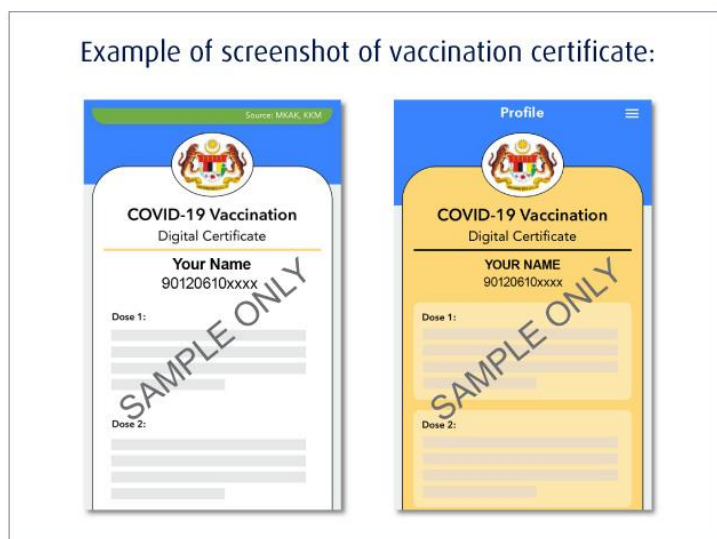 Example of screenshot of vaccination certificate:
Source: MKAK, KKM
COVID-19 Vaccination
Digital Certificate
Your Name
90120610xxxx
Dose 1:
Dose 2:
SAMPLE ONLY
Profile
COVID-19 Vaccination
Digital Certificate
YOUR NAME
90120610xxxx
Dose 1:
Dose 2:
SAMPLE ONLY